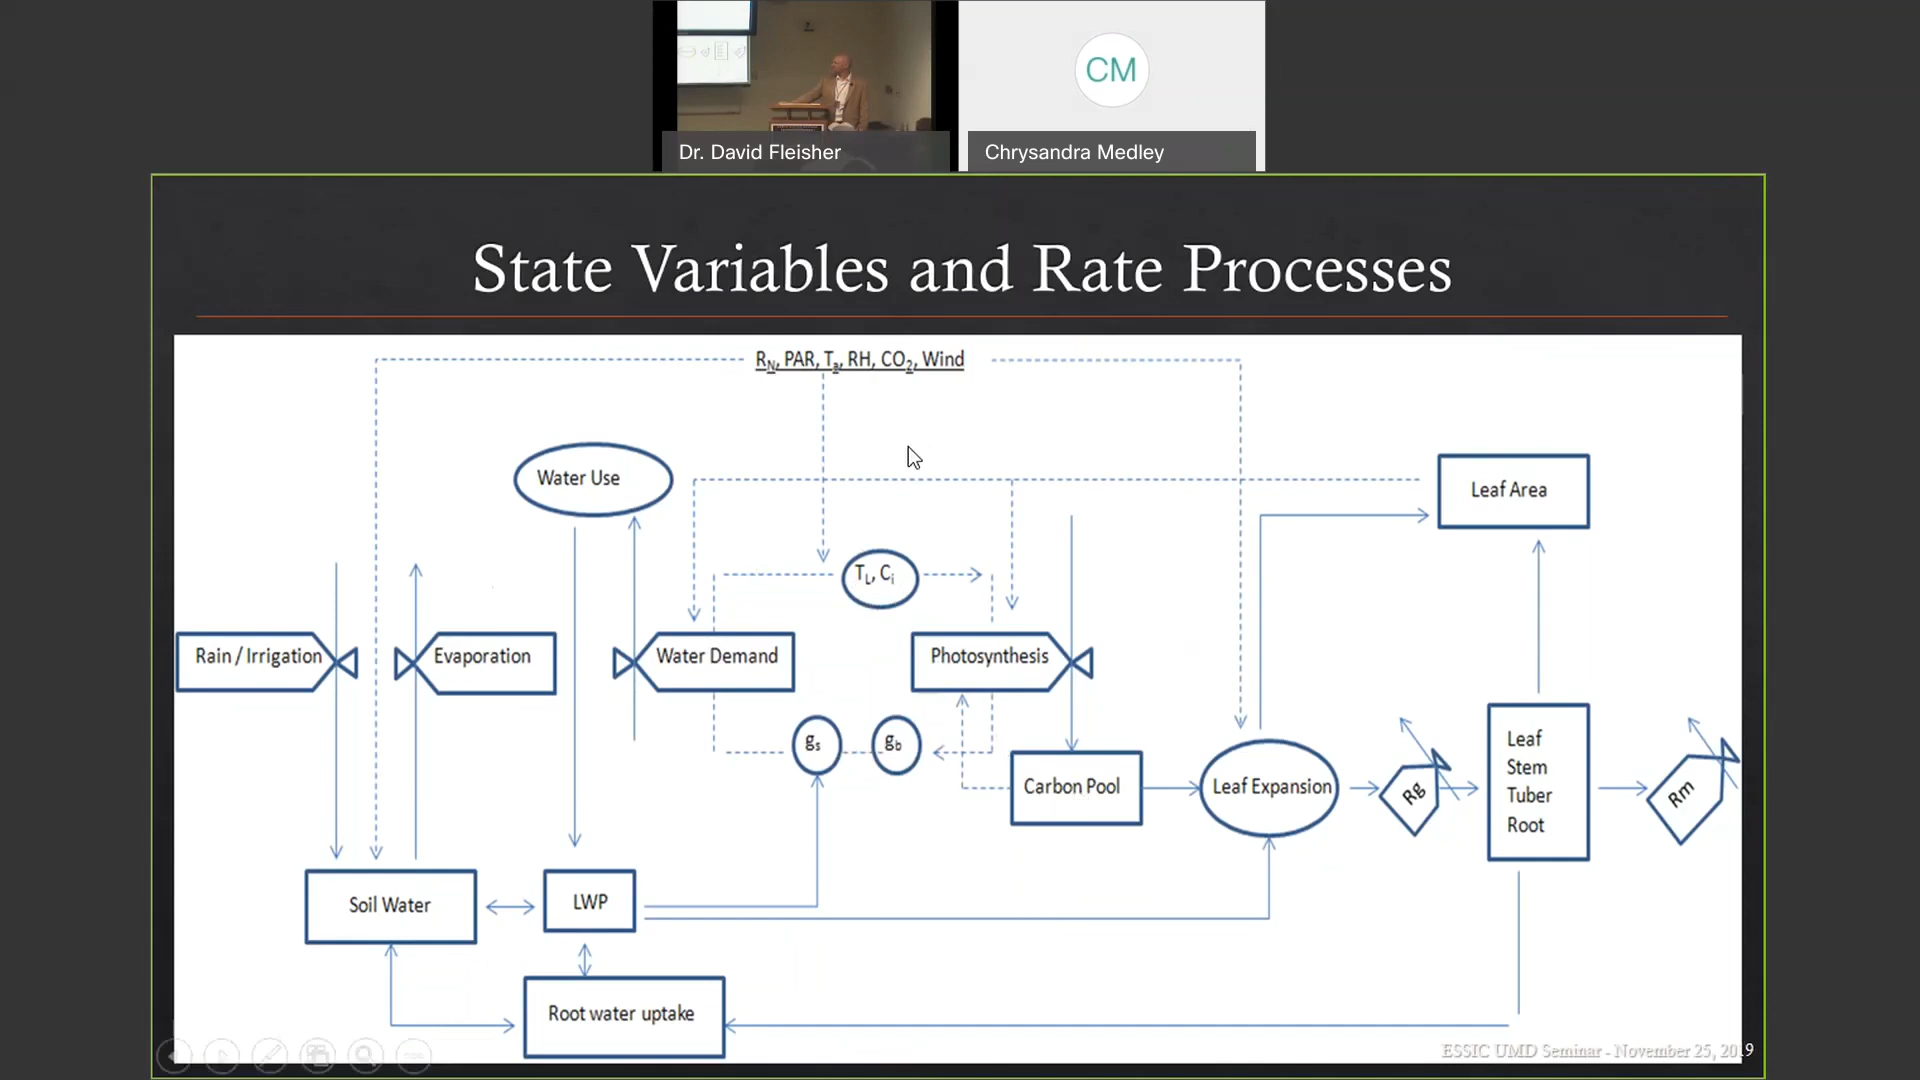 CM
Dr. David Fleisher
Chrysandra Medley
State Variables and Rate Processes
R_N, PAR, T_a, RH, CO₂, Wind
Water Use
Leaf Area
T_L, C_i
Rain / Irrigation
Evaporation
Water Demand
Photosynthesis
g_s
g_b
Carbon Pool
Leaf Expansion
Rg
Leaf
Stem
Tuber
Root
Rm
Soil Water
LWP
Root water uptake
ESSIC UMD Seminar - November 25, 2019